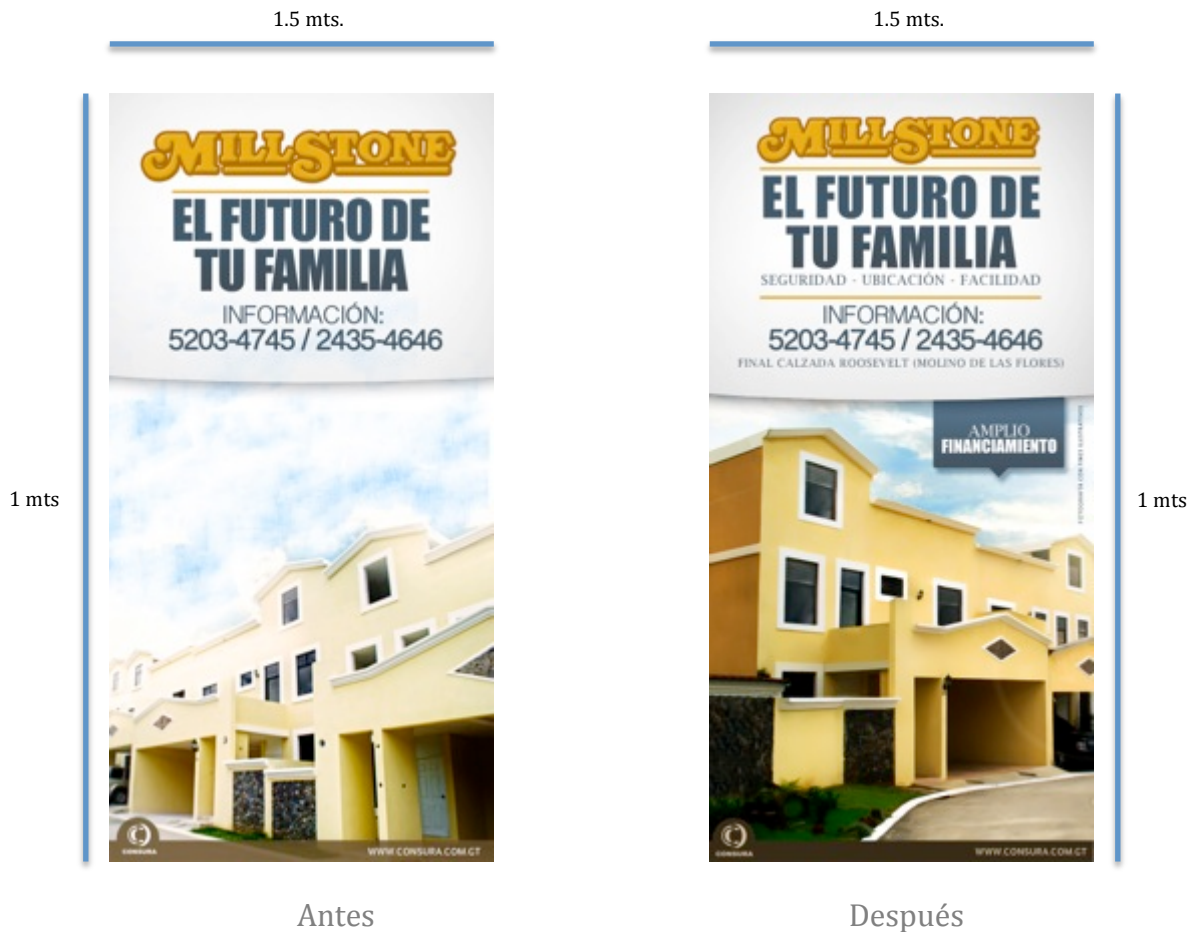 1.5 mts.
1 mts
MILLSTONE
EL FUTURO DE
TU FAMILIA
INFORMACIÓN:
5203-4745 / 2435-4646
CONSURA
WWW.CONSURA.COM.GT
Antes
1.5 mts.
1 mts
MILLSTONE
EL FUTURO DE
TU FAMILIA
SEGURIDAD - UBICACIÓN - FACILIDAD
INFORMACIÓN:
5203-4745 / 2435-4646
FINAL CALZADA ROOSEVELT (MOLINO DE LAS FLORES)
AMPLIO
FINANCIAMIENTO
CONSURA
WWW.CONSURA.COM.GT
Después